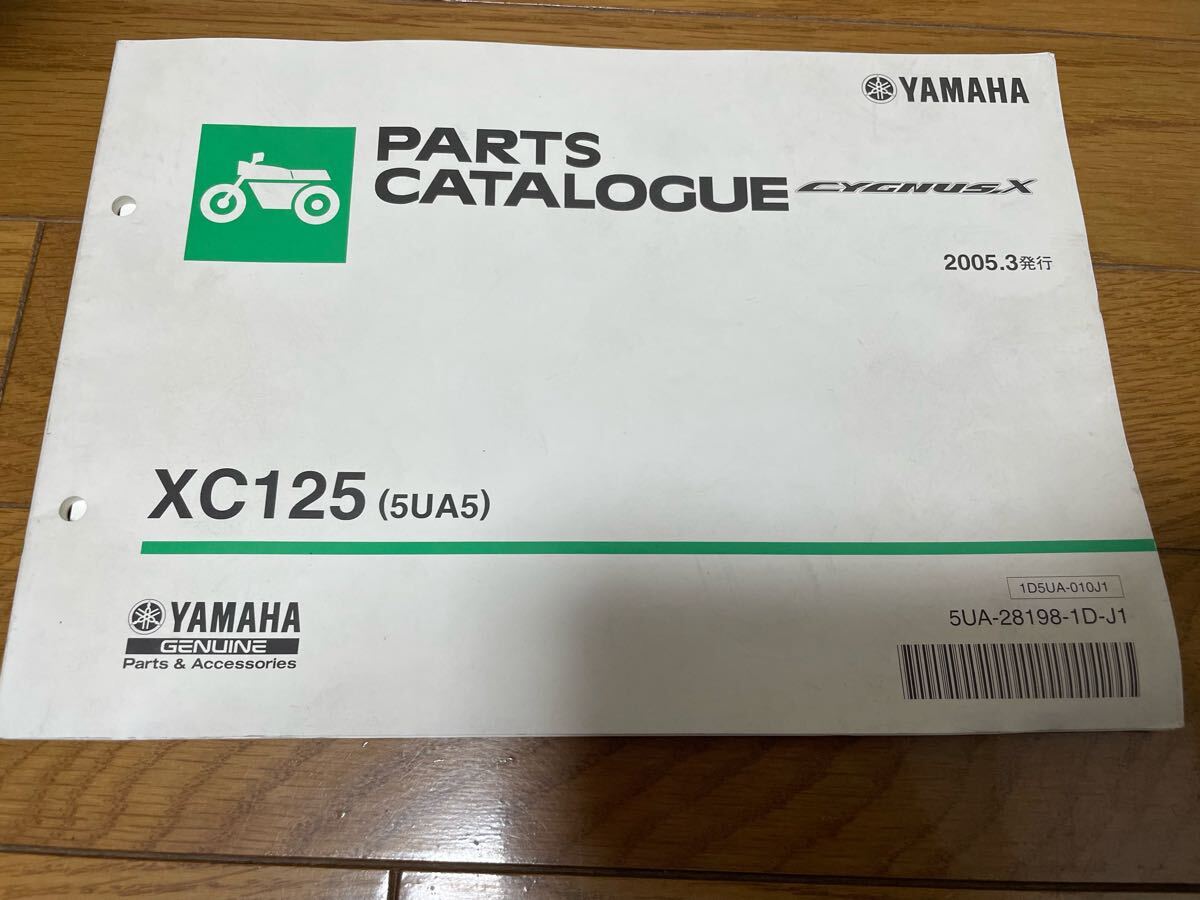 YAMAHA
PARTS
CATALOGUE CYGNUS-X
2005.3発行
XC125 (5UA5)
1D5UA-010J1
5UA-28198-1D-J1
YAMAHA
GENUINE
Parts & Accessories